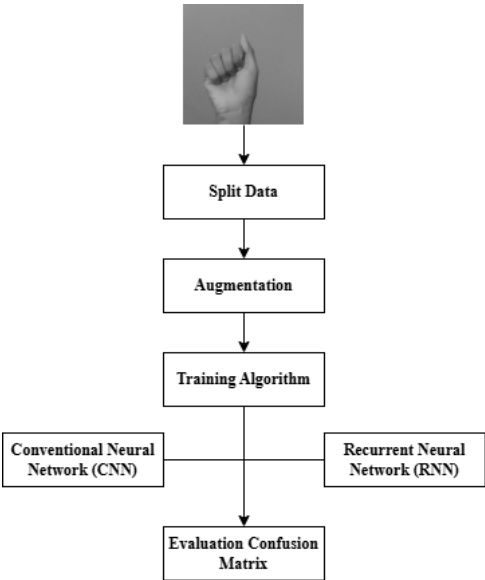 Split Data
Augmentation
Training Algorithm
Conventional Neural
Network (CNN)
Recurrent Neural
Network (RNN)
Evaluation Confusion
Matrix